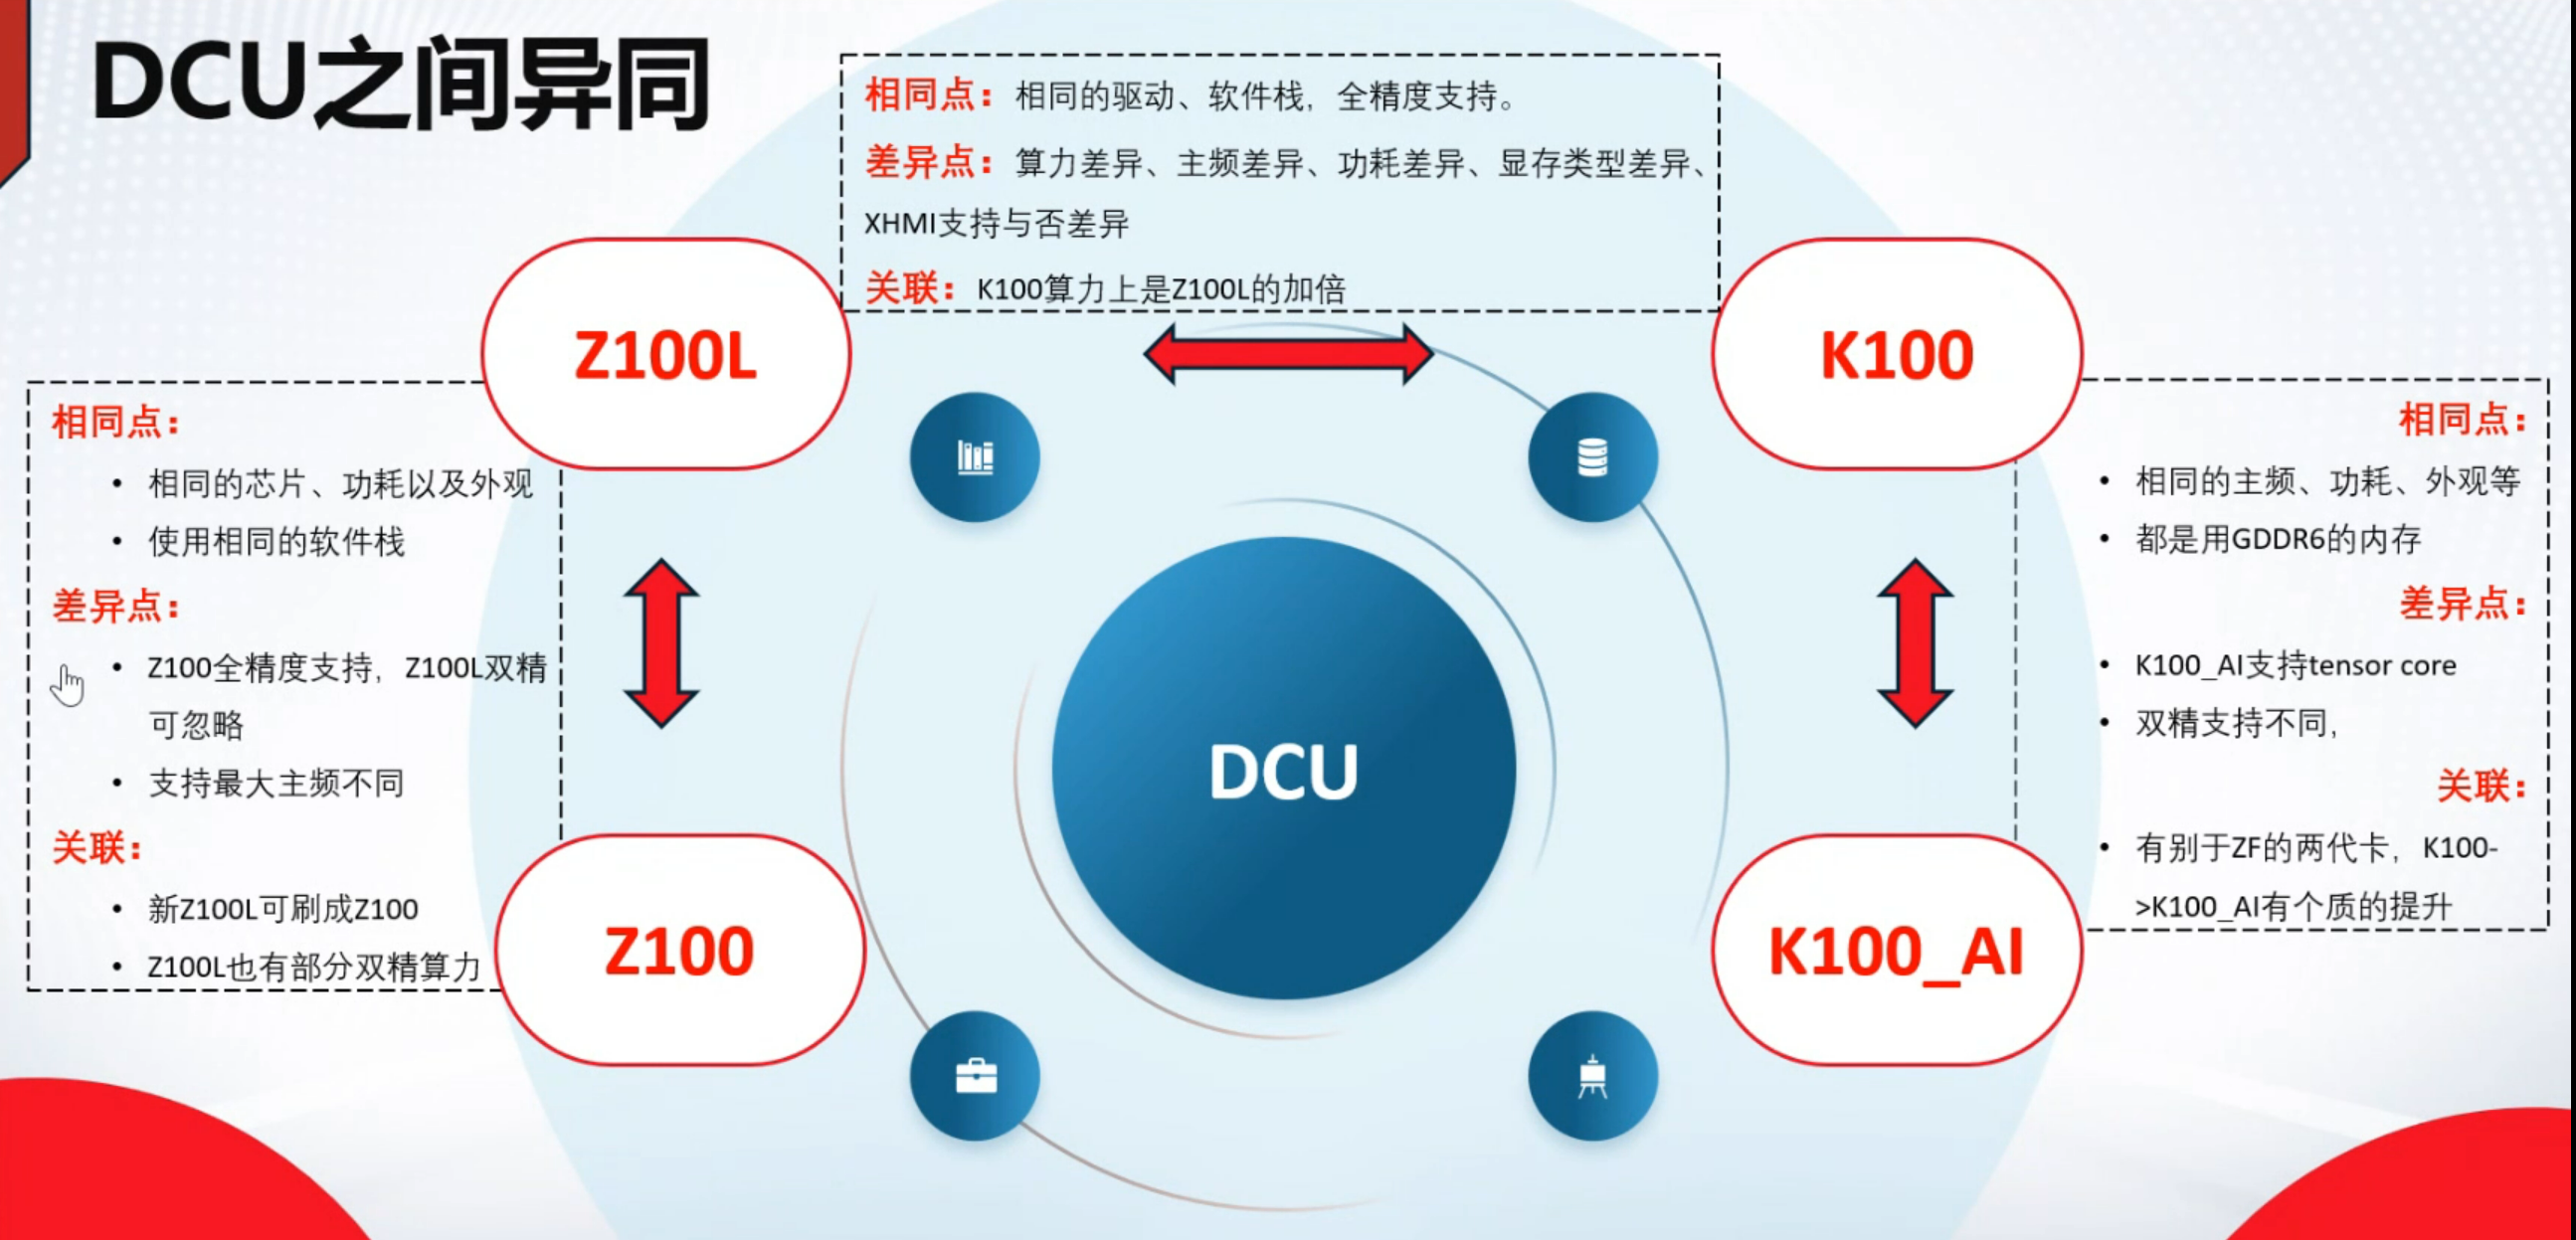 DCU之间异同
相同点：相同的驱动、软件栈，全精度支持。
差异点：算力差异、主频差异、功耗差异、显存类型差异、
XHMI支持与否差异
关联：K100算力上是Z100L的加倍
Z100L
K100
相同点：
• 相同的芯片、功耗以及外观
• 使用相同的软件栈
差异点：
• Z100全精度支持，Z100L双精
可忽略
• 支持最大主频不同
关联：
• 新Z100L可刷成Z100
• Z100L也有部分双精算力
DCU
相同点：
• 相同的主频、功耗、外观等
• 都是用GDDR6的内存
差异点：
• K100_AI支持tensor core
• 双精支持不同，
关联：
• 有别于ZF的两代卡，K100-
>K100_AI有个质的提升
Z100
K100_AI